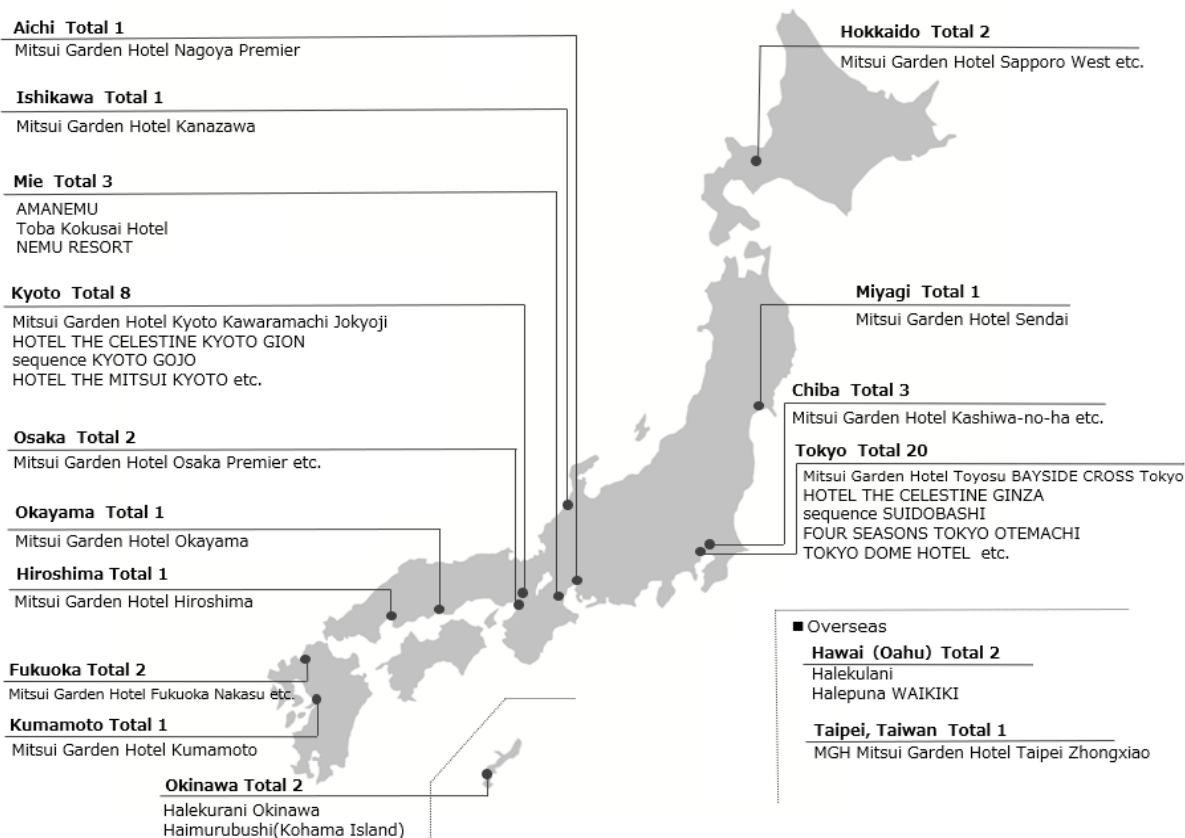 Aichi Total 1
Mitsui Garden Hotel Nagoya Premier
Ishikawa Total 1
Mitsui Garden Hotel Kanazawa
Mie Total 3
AMANEMU
Toba Kokusai Hotel
NEMU RESORT
Kyoto Total 8
Mitsui Garden Hotel Kyoto Kawaramachi Jokyoji
HOTEL THE CELESTINE KYOTO GION
sequence KYOTO GOJO
HOTEL THE MITSUI KYOTO etc.
Osaka Total 2
Mitsui Garden Hotel Osaka Premier etc.
Okayama Total 1
Mitsui Garden Hotel Okayama
Hiroshima Total 1
Mitsui Garden Hotel Hiroshima
Fukuoka Total 2
Mitsui Garden Hotel Fukuoka Nakasu etc.
Kumamoto Total 1
Mitsui Garden Hotel Kumamoto
Okinawa Total 2
Halekurani Okinawa
Haimurubushi(Kohama Island)
Hokkaido Total 2
Mitsui Garden Hotel Sapporo West etc.
Miyagi Total 1
Mitsui Garden Hotel Sendai
Chiba Total 3
Mitsui Garden Hotel Kashiwa-no-ha etc.
Tokyo Total 20
Mitsui Garden Hotel Toyosu BAYSIDE CROSS Tokyo
HOTEL THE CELESTINE GINZA
sequence SUIDOBASHI
FOUR SEASONS TOKYO OTEMACHI
TOKYO DOME HOTEL etc.
■ Overseas
Hawai（Oahu）Total 2
Halekulani
Halepuna WAIKIKI
Taipei, Taiwan Total 1
MGH Mitsui Garden Hotel Taipei Zhongxiao